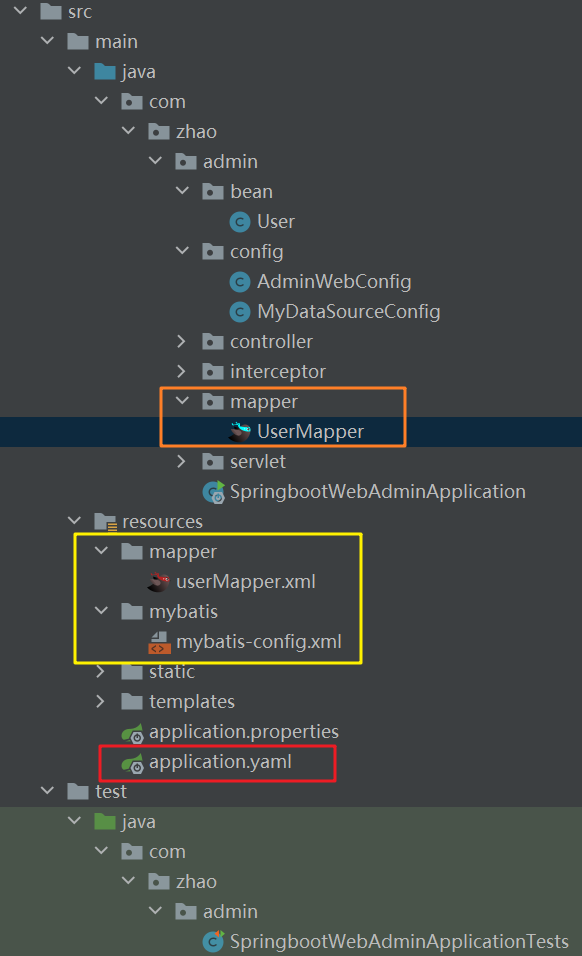 src
main
java
com
zhao
admin
bean
User
config
AdminWebConfig
MyDataSourceConfig
controller
interceptor
mapper
UserMapper
servlet
SpringbootWebAdminApplication
resources
mapper
userMapper.xml
mybatis
mybatis-config.xml
static
templates
application.properties
application.yaml
test
java
com
zhao
admin
SpringbootWebAdminApplicationTests